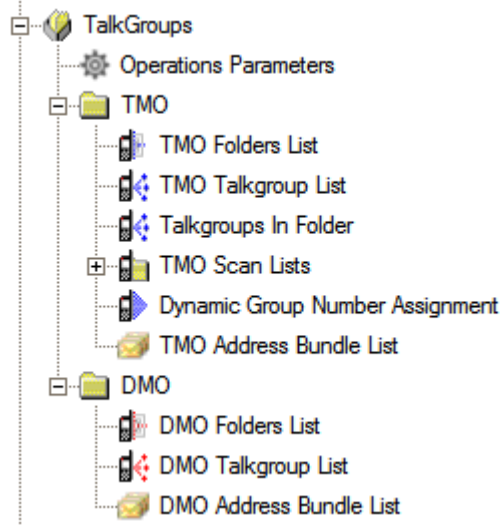 TalkGroups
Operations Parameters
TMO
TMO Folders List
TMO Talkgroup List
Talkgroups In Folder
TMO Scan Lists
Dynamic Group Number Assignment
TMO Address Bundle List
DMO
DMO Folders List
DMO Talkgroup List
DMO Address Bundle List